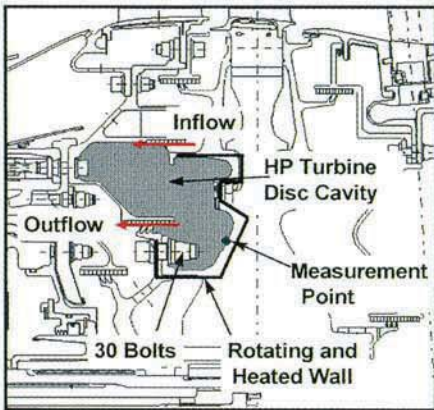 Inflow
HP Turbine
Disc Cavity
Outflow
Measurement
Point
30 Bolts
Rotating and
Heated Wall